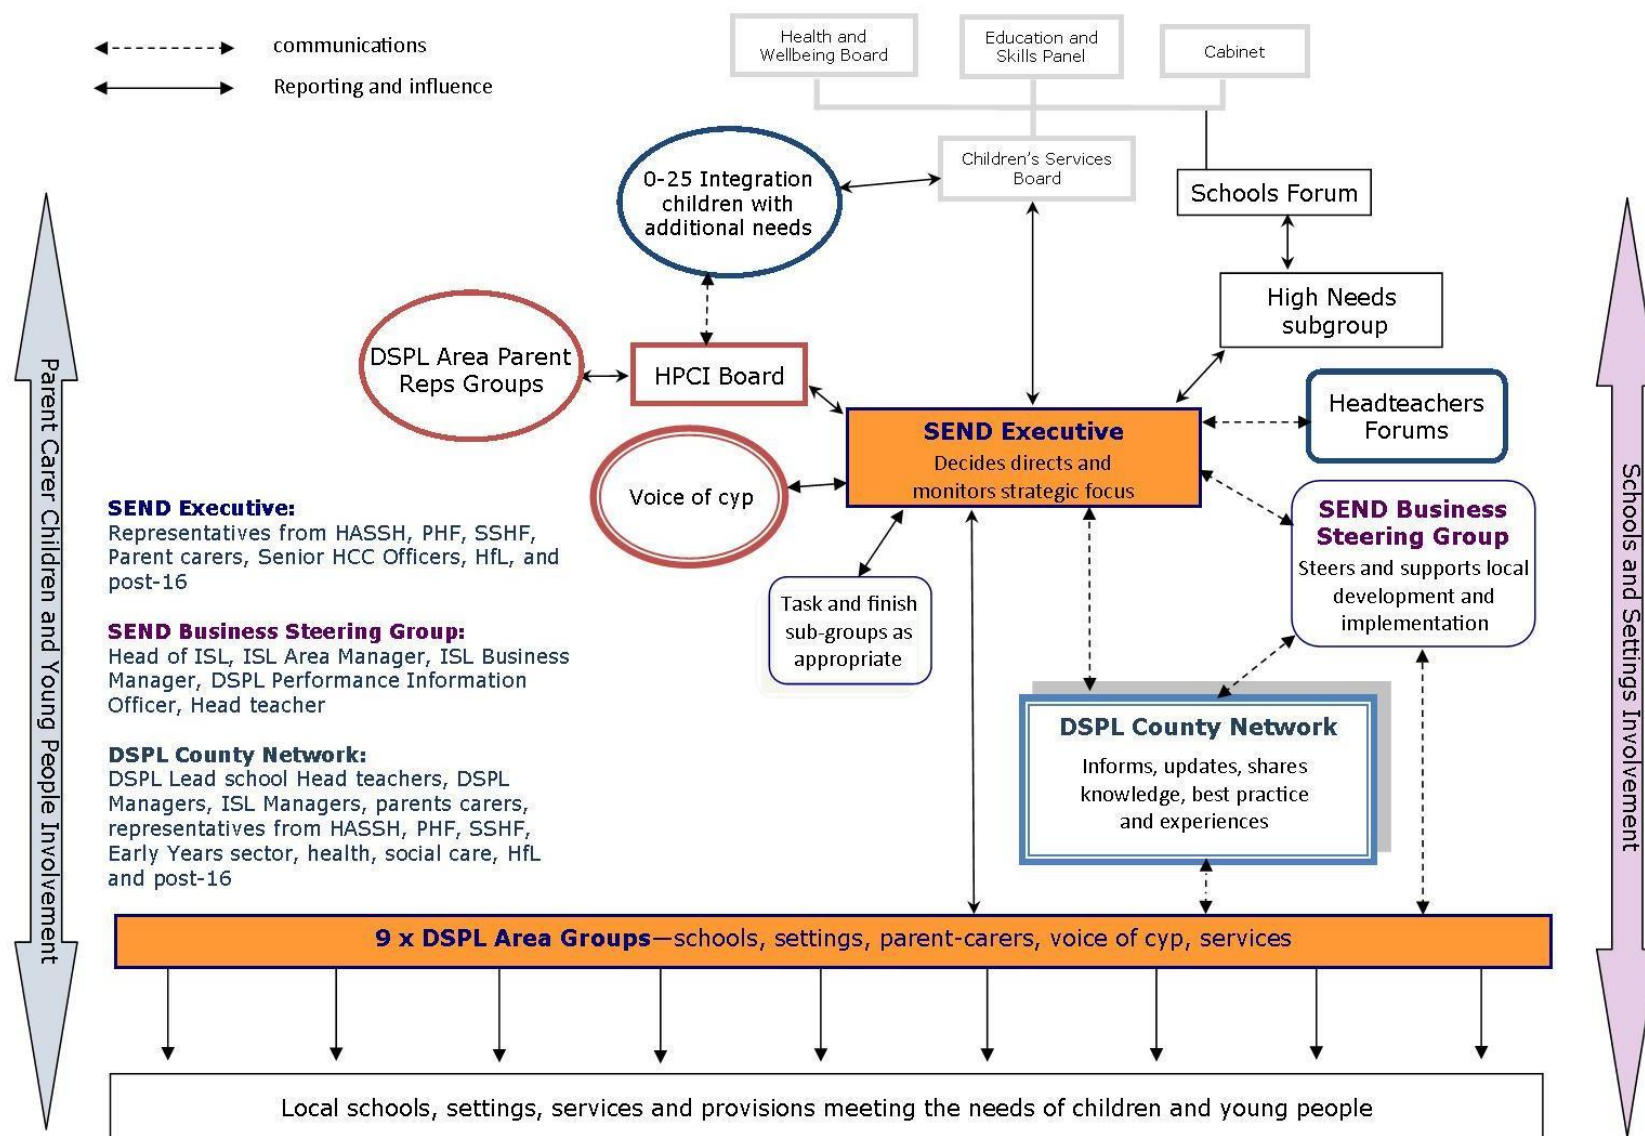 communications
Reporting and influence
Health and
Wellbeing Board
Education and
Skills Panel
Cabinet
Children's Services
Board
Schools Forum
0-25 Integration
children with
additional needs
High Needs
subgroup
DSPL Area Parent
Reps Groups
HPCI Board
Headteachers
Forums
SEND Executive
Decides directs and
monitors strategic focus
Voice of cyp
SEND Business
Steering Group
Steers and supports local
development and
implementation
Task and finish
sub-groups as
appropriate
SEND Executive:
Representatives from HASSH, PHF, SSHF,
Parent carers, Senior HCC Officers, HfL, and
post-16
SEND Business Steering Group:
Head of ISL, ISL Area Manager, ISL Business
Manager, DSPL Performance Information
Officer, Head teacher
DSPL County Network:
DSPL Lead school Head teachers, DSPL
Managers, ISL Managers, parents carers,
representatives from HASSH, PHF, SSHF,
Early Years sector, health, social care, HfL
and post-16
DSPL County Network
Informs, updates, shares
knowledge, best practice
and experiences
Parent Carer Children and Young People Involvement
Schools and Settings Involvement
9 x DSPL Area Groups—schools, settings, parent-carers, voice of cyp, services
Local schools, settings, services and provisions meeting the needs of children and young people